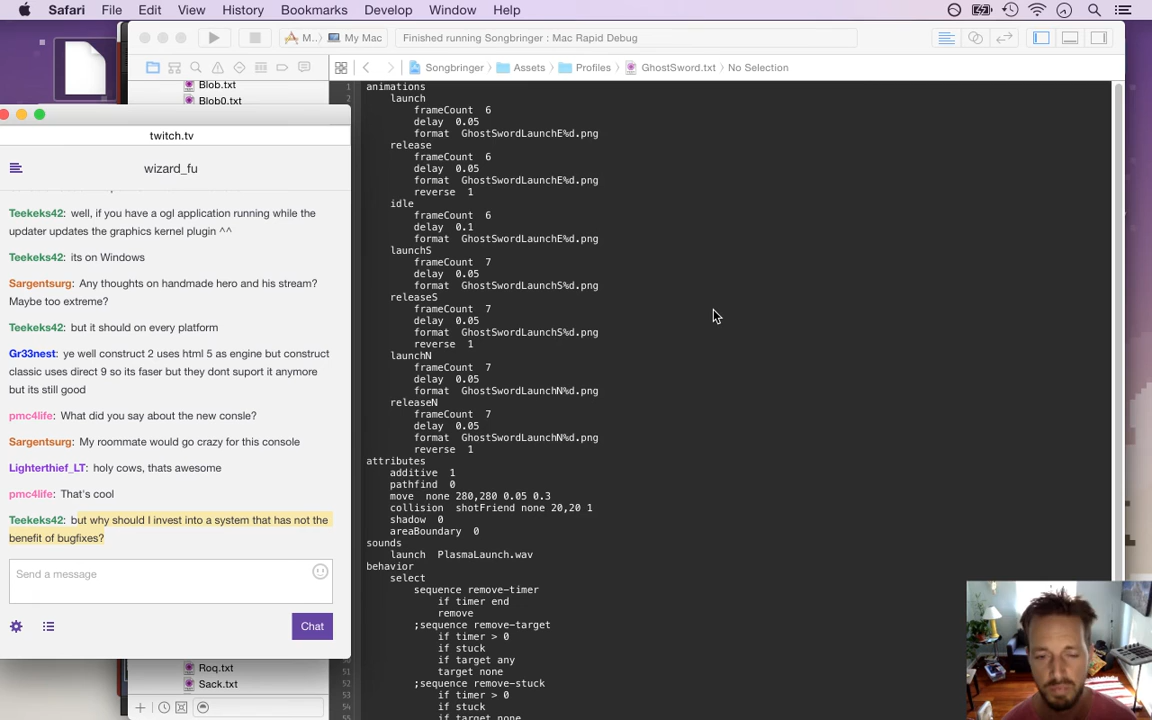 Safari File Edit View History Bookmarks Develop Window Help
M.. My Mac Finished running Songbringer : Mac Rapid Debug
Songbringer Assets Profiles GhostSword.txt No Selection
Blob.txt
Blob0.txt
twitch.tv
wizard_fu
Teekeks42: well, if you have a ogl application running while the
updater updates the graphics kernel plugin ^^
Teekeks42: its on Windows
Sargentsurg: Any thoughts on handmade hero and his stream?
Maybe too extreme?
Teekeks42: but it should on every platform
Gr33nest: ye well construct 2 uses html 5 as engine but construct
classic uses direct 9 so its faser but they dont suport it anymore
but its still good
pmc4life: What did you say about the new consle?
Sargentsurg: My roommate would go crazy for this console
Lighterthief_LT: holy cows, thats awesome
pmc4life: That's cool
Teekeks42: but why should I invest into a system that has not the
benefit of bugfixes?
Send a message
Chat
Roq.txt
Sack.txt
1 animations
2 launch
frameCount 6
delay 0.05
format GhostSwordLaunchE%d.png
release
frameCount 6
delay 0.05
format GhostSwordLaunchE%d.png
reverse 1
idle
frameCount 6
delay 0.1
format GhostSwordLaunchE%d.png
launchS
frameCount 7
delay 0.05
format GhostSwordLaunchS%d.png
releaseS
frameCount 7
delay 0.05
format GhostSwordLaunchS%d.png
reverse 1
launchN
frameCount 7
delay 0.05
format GhostSwordLaunchN%d.png
releaseN
frameCount 7
delay 0.05
format GhostSwordLaunchN%d.png
reverse 1
attributes
additive 1
pathfind 0
move none 280,280 0.05 0.3
collision shotFriend none 20,20 1
shadow 0
areaBoundary 0
sounds
launch PlasmaLaunch.wav
behavior
select
sequence remove-timer
if timer end
remove
;sequence remove-target
if timer > 0
if stuck
if target any
51 target none
52 ;sequence remove-stuck
53 if timer > 0
54 if stuck
55 if target none